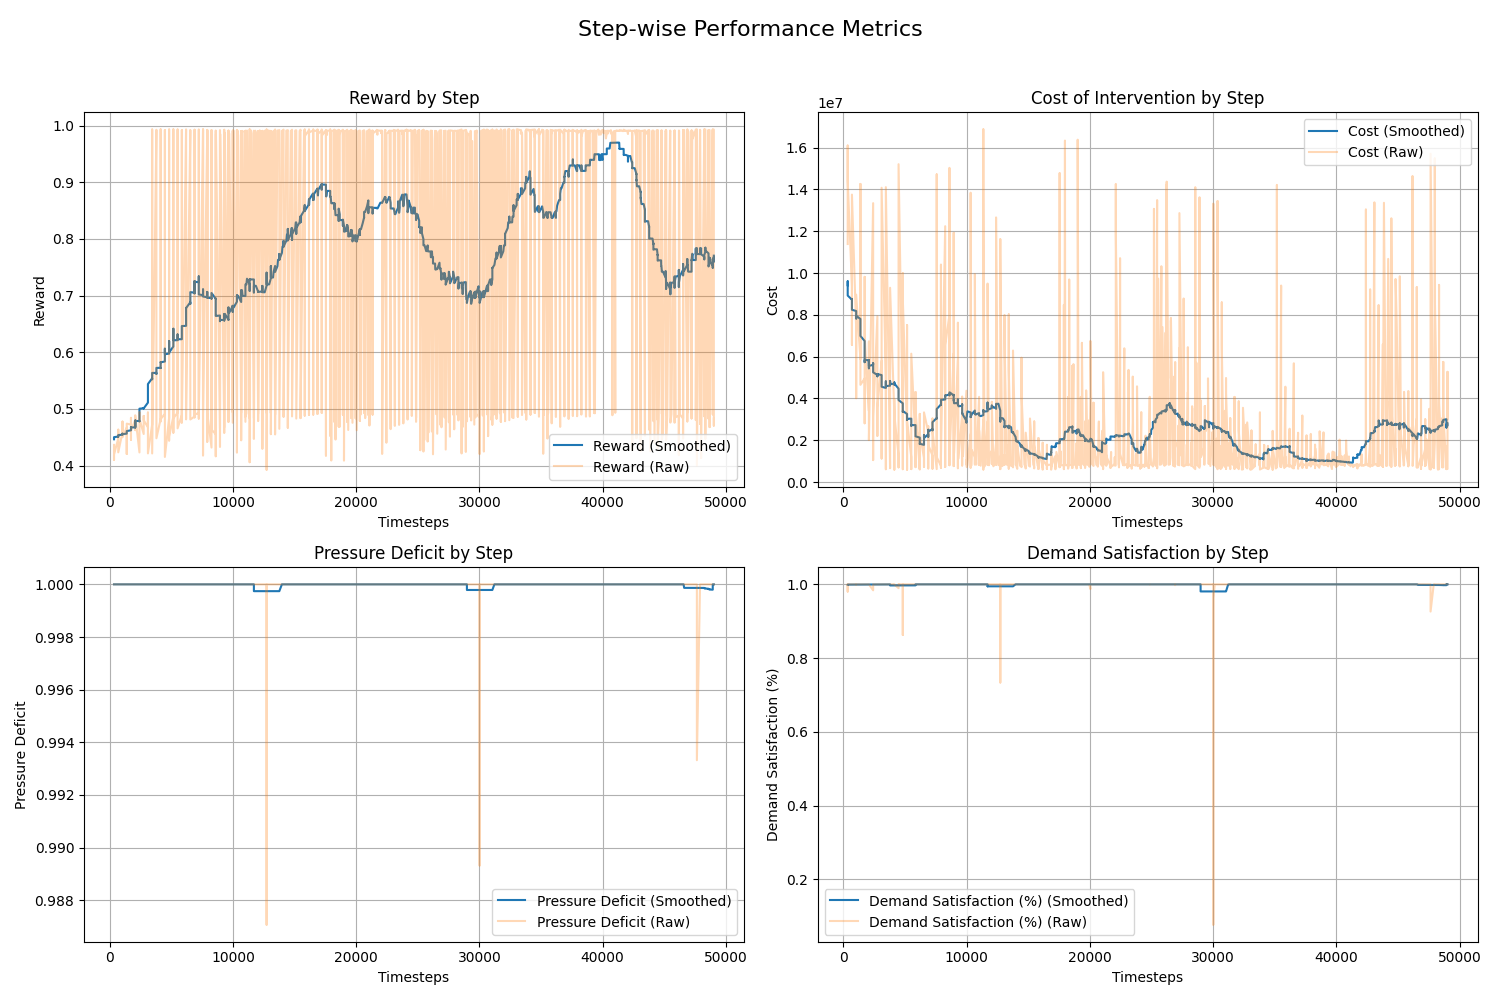 Step-wise Performance Metrics
Reward by Step
1.0
0.9
0.8
0.7
0.6
0.5
0.4
Reward
Reward (Smoothed)
Reward (Raw)
0 10000 20000 30000 40000 50000
Timesteps
Cost of Intervention by Step
1e7
1.6
1.4
1.2
1.0
0.8
0.6
0.4
0.2
0.0
Cost
Cost (Smoothed)
Cost (Raw)
0 10000 20000 30000 40000 50000
Timesteps
Pressure Deficit by Step
1.000
0.998
0.996
0.994
0.992
0.990
0.988
Pressure Deficit
Pressure Deficit (Smoothed)
Pressure Deficit (Raw)
0 10000 20000 30000 40000 50000
Timesteps
Demand Satisfaction by Step
1.0
0.8
0.6
0.4
0.2
Demand Satisfaction (%)
Demand Satisfaction (%) (Smoothed)
Demand Satisfaction (%) (Raw)
0 10000 20000 30000 40000 50000
Timesteps